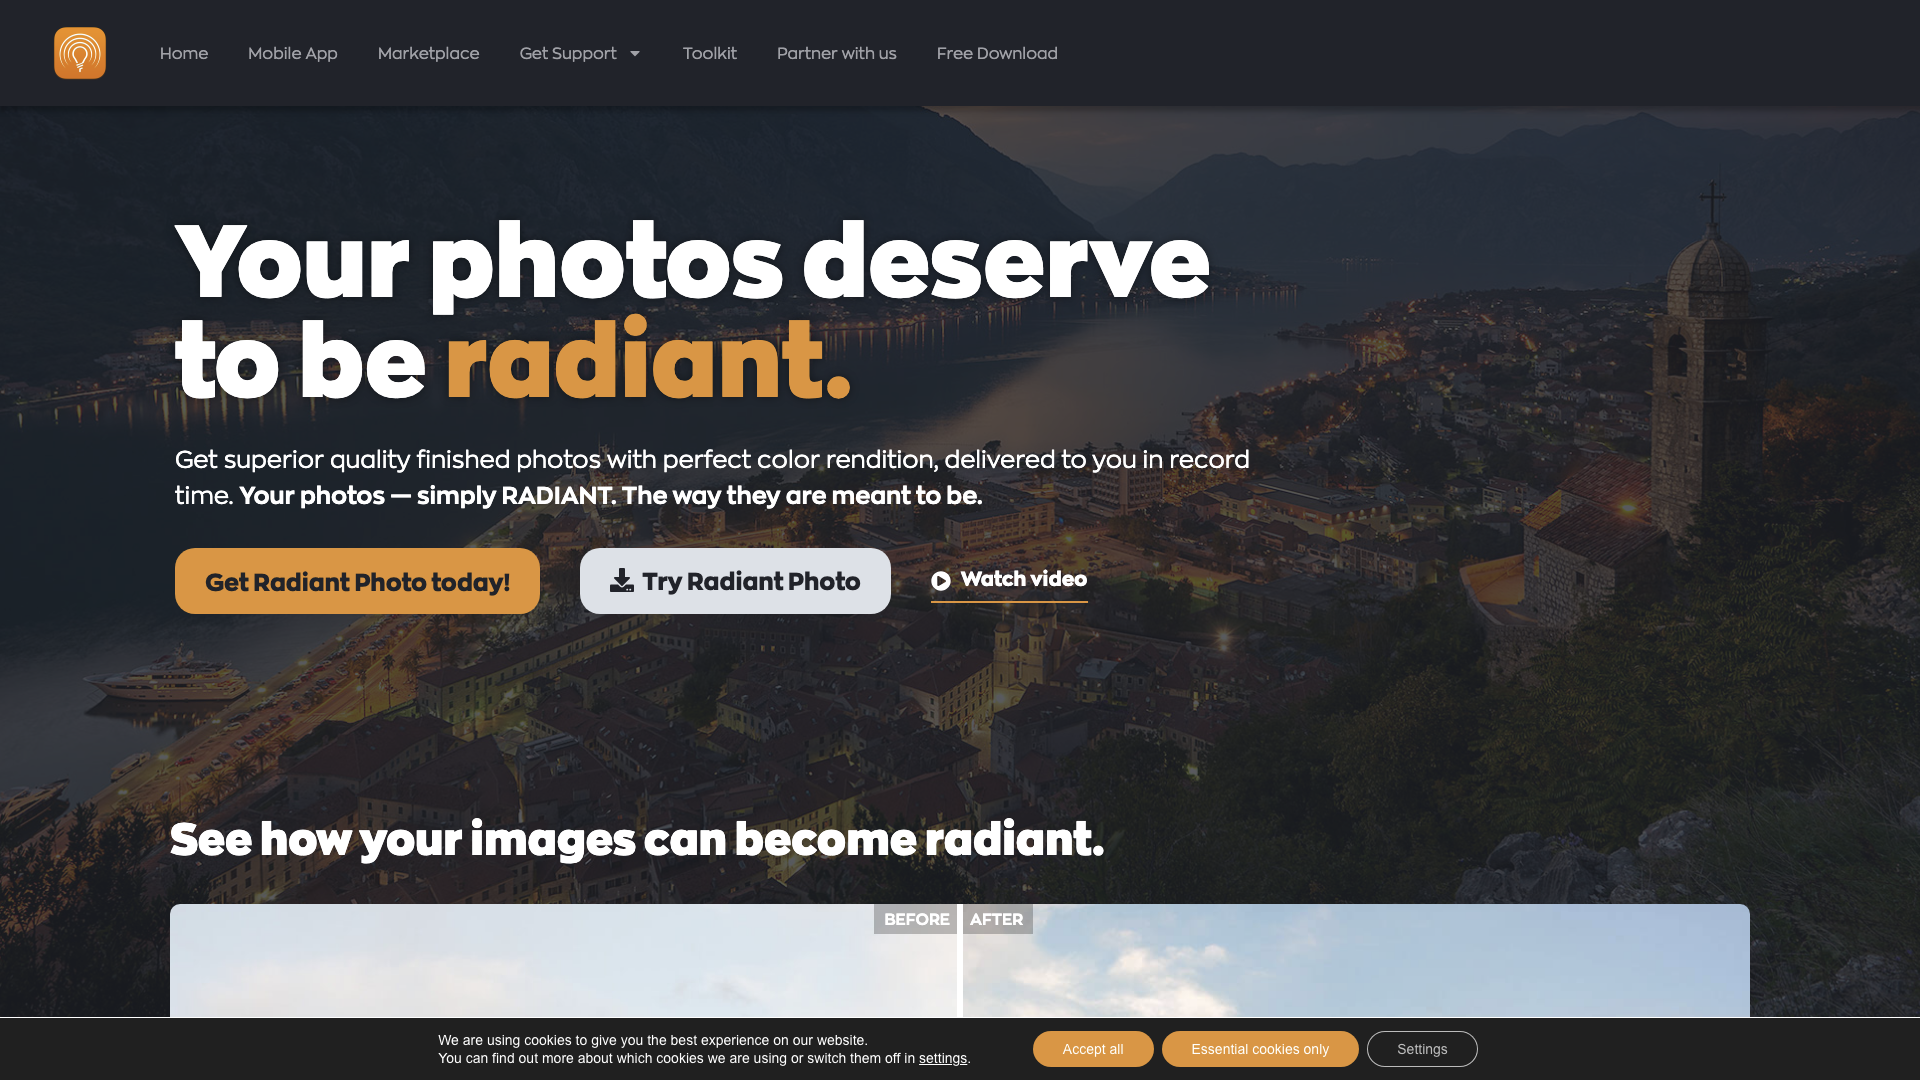 Home
Mobile App
Marketplace
Get Support
Toolkit
Partner with us
Free Download
Your photos deserve
to be radiant.
Get superior quality finished photos with perfect color rendition, delivered to you in record
time. Your photos — simply RADIANT. The way they are meant to be.
Get Radiant Photo today!
Try Radiant Photo
Watch video
See how your images can become radiant.
BEFORE
AFTER
We are using cookies to give you the best experience on our website.
You can find out more about which cookies we are using or switch them off in settings.
Accept all
Essential cookies only
Settings